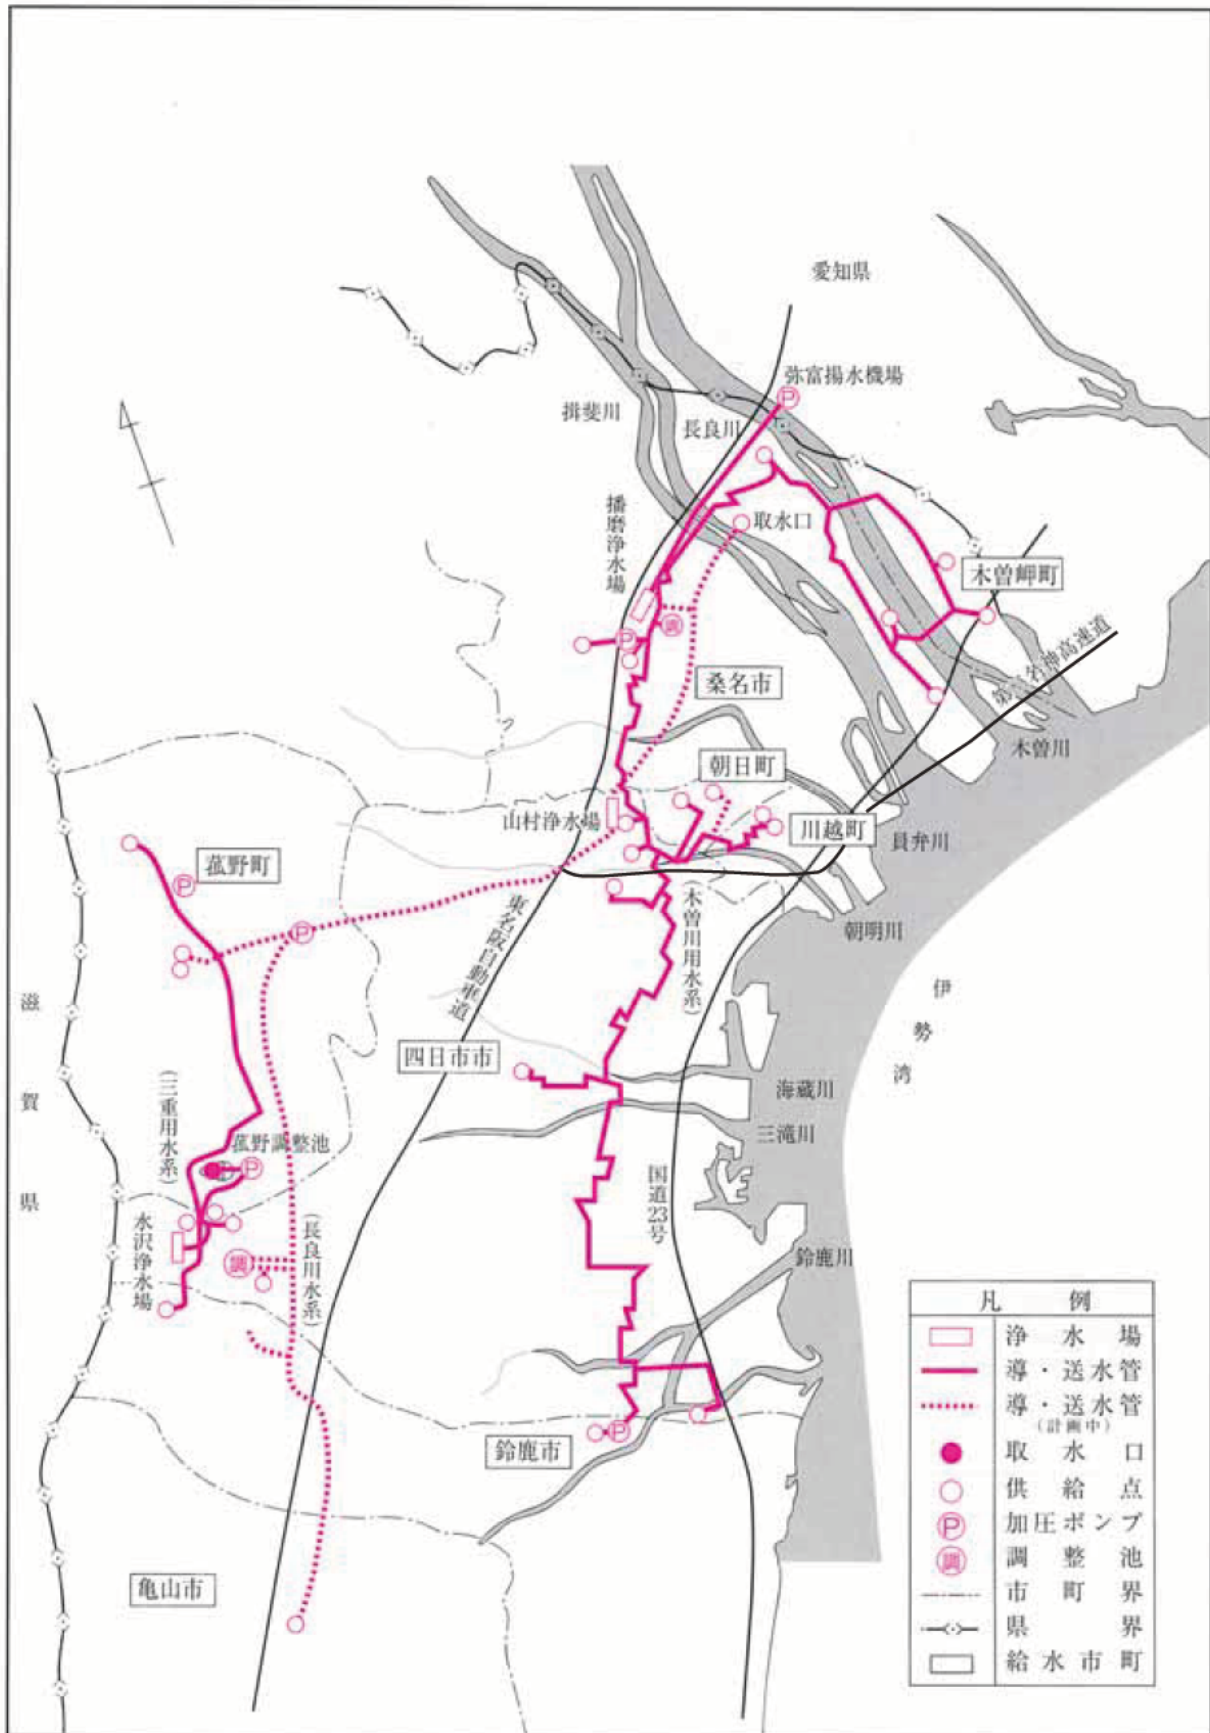 愛知県
弥富揚水機場
揖斐川
長良川
播磨浄水場
取水口
木曽岬町
桑名市
木曽川
朝日町
山村浄水場
川越町
員弁川
菰野町
東名阪自動車道
(木曽川用水系)
朝明川
伊勢湾
滋賀県
四日市市
海蔵川
三滝川
(三重用水系)
菰野調整池
国道23号
水沢浄水場
(長良川水系)
調
調
鈴鹿川
鈴鹿市
亀山市
P
P
P
P
P
P
凡例
浄水場
導・送水管
導・送水管
(計画中)
取水口
供給点
P 加圧ポンプ
調 調整池
市町界
県界
給水市町